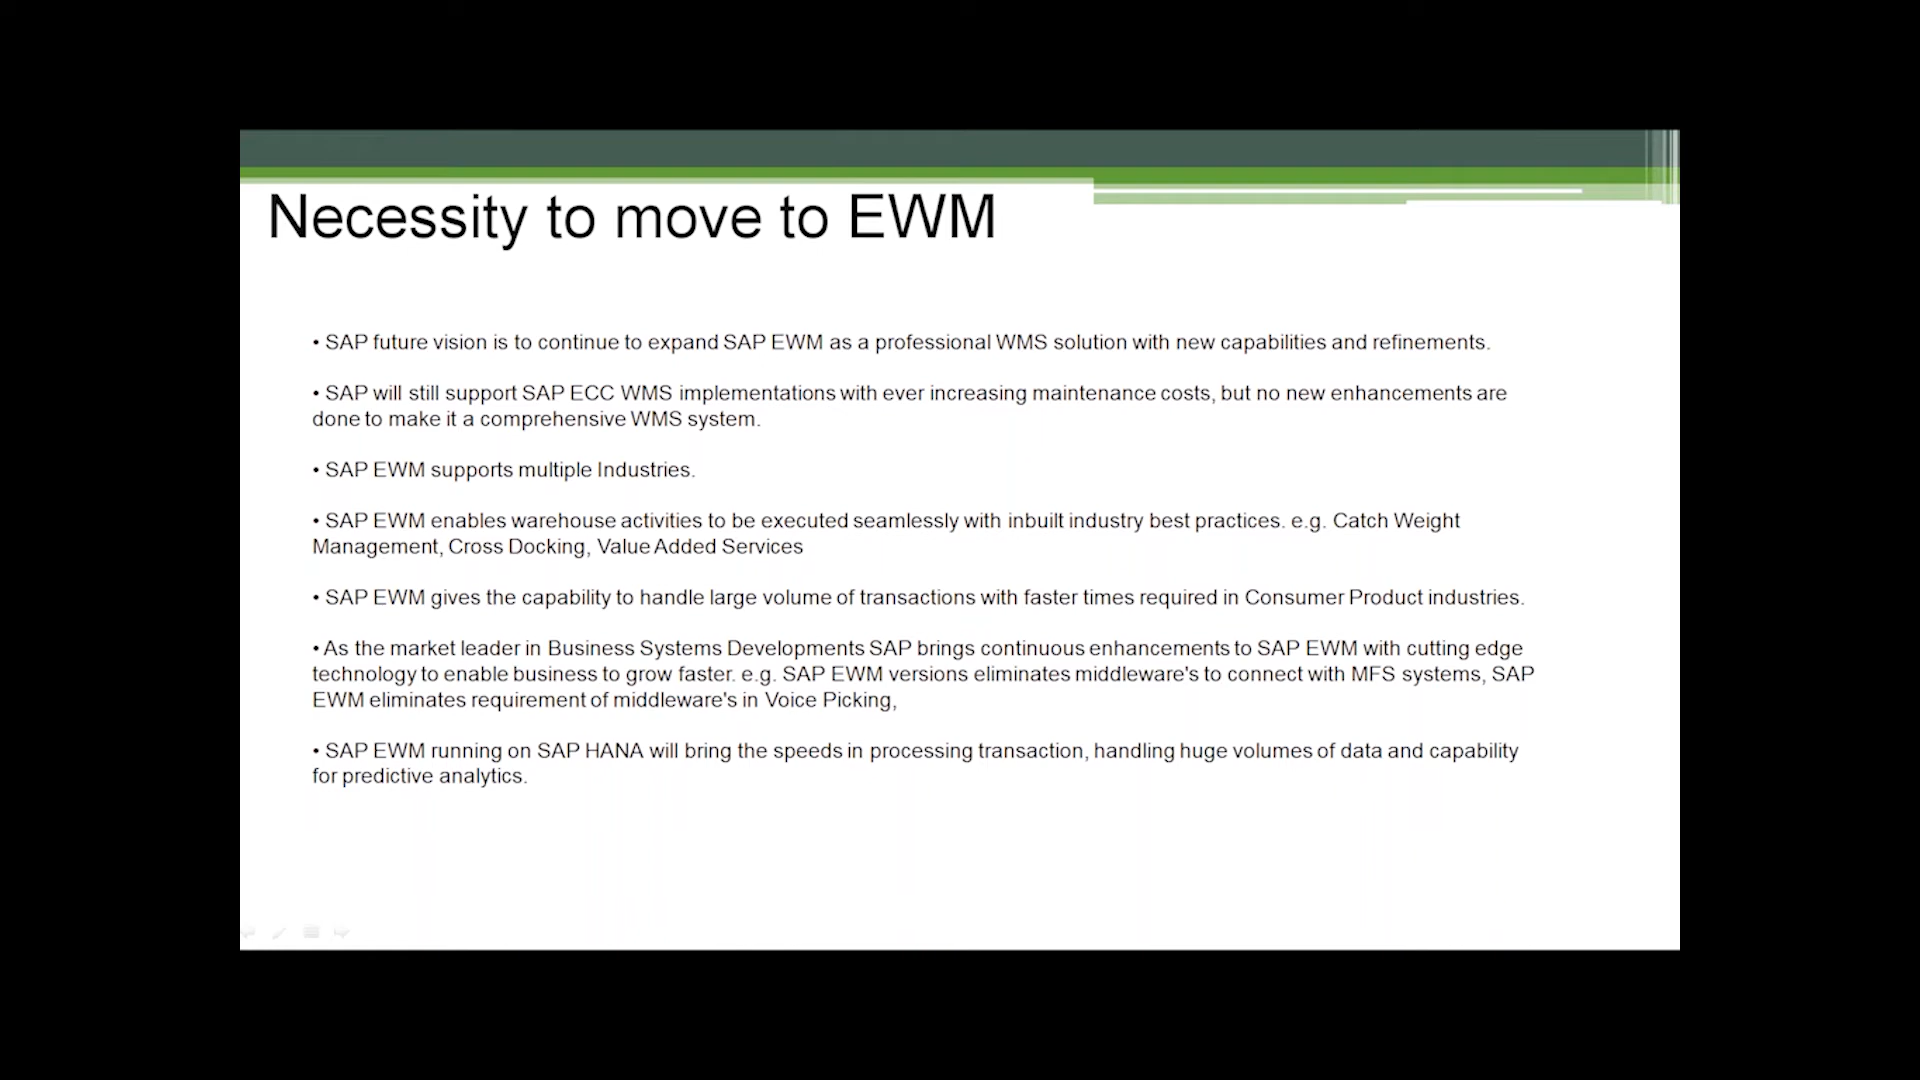 Necessity to move to EWM
• SAP future vision is to continue to expand SAP EWM as a professional WMS solution with new capabilities and refinements.
• SAP will still support SAP ECC WMS implementations with ever increasing maintenance costs, but no new enhancements are
done to make it a comprehensive WMS system.
• SAP EWM supports multiple Industries.
• SAP EWM enables warehouse activities to be executed seamlessly with inbuilt industry best practices. e.g. Catch Weight
Management, Cross Docking, Value Added Services
• SAP EWM gives the capability to handle large volume of transactions with faster times required in Consumer Product industries.
• As the market leader in Business Systems Developments SAP brings continuous enhancements to SAP EWM with cutting edge
technology to enable business to grow faster. e.g. SAP EWM versions eliminates middleware's to connect with MFS systems, SAP
EWM eliminates requirement of middleware's in Voice Picking,
• SAP EWM running on SAP HANA will bring the speeds in processing transaction, handling huge volumes of data and capability
for predictive analytics.